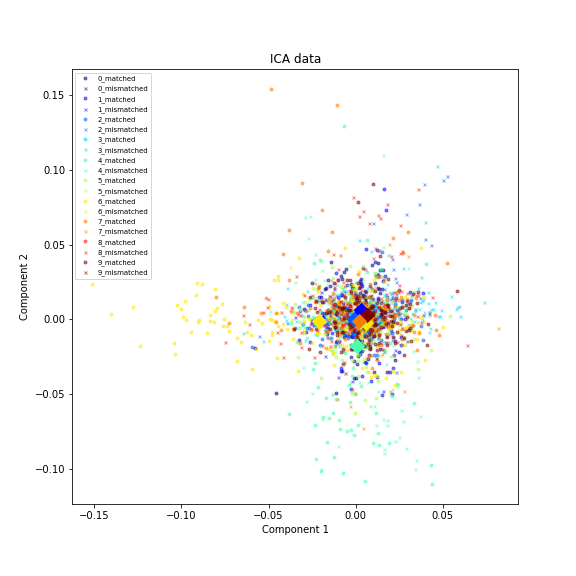 ICA data
0_matched
0_mismatched
1_matched
1_mismatched
2_matched
2_mismatched
3_matched
3_mismatched
4_matched
4_mismatched
5_matched
5_mismatched
6_matched
6_mismatched
7_matched
7_mismatched
8_matched
8_mismatched
9_matched
9_mismatched
Component 2
0.15
0.10
0.05
0.00
−0.05
−0.10
−0.15
−0.10
−0.05
0.00
0.05
Component 1